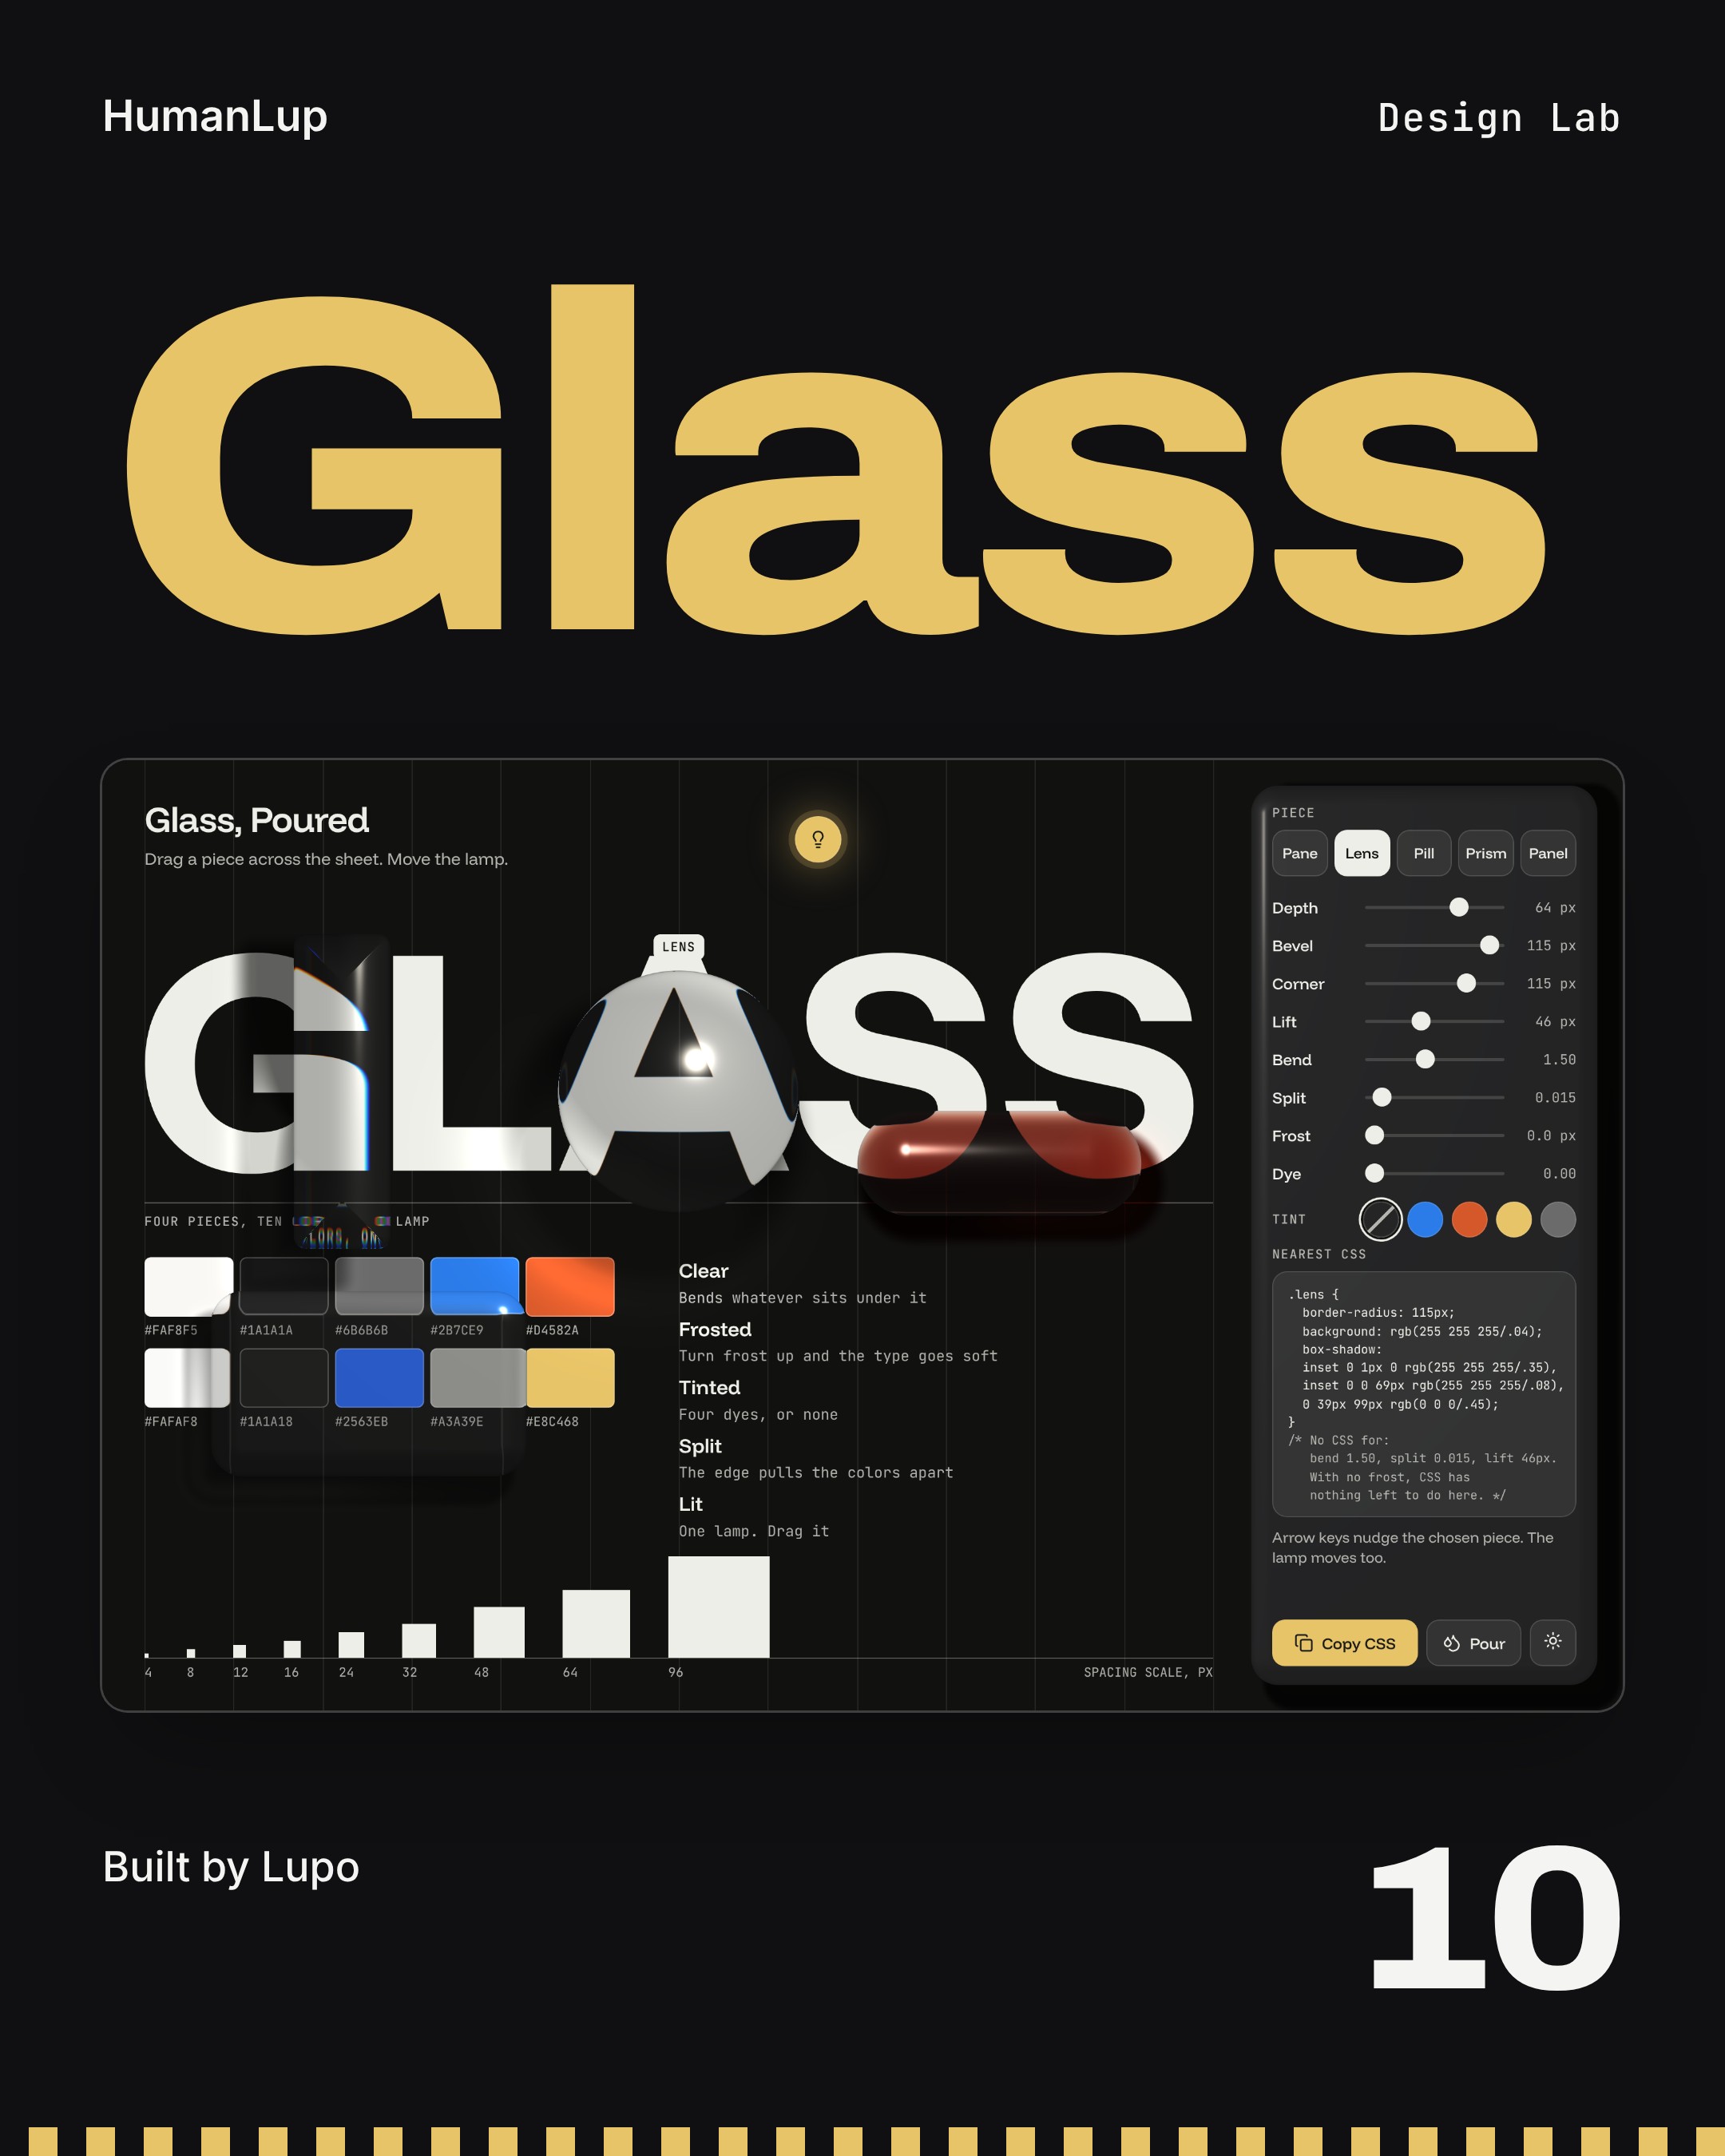 HumanLup
Design Lab
Glass
Glass, Poured
Drag a piece across the sheet. Move the lamp.
LENS
GLASS
FOUR PIECES, TEN
LAMP
#FAF8F5 #1A1A1A #6B6B6B #2B7CE9 #D4582A
#FAFAF8 #1A1A18 #2563EB #A3A39E #E8C468
Clear
Bends whatever sits under it
Frosted
Turn frost up and the type goes soft
Tinted
Four dyes, or none
Split
The edge pulls the colors apart
Lit
One lamp. Drag it
4 8 12 16 24 32 48 64 96
SPACING SCALE, PX
PIECE
Pane Lens Pill Prism Panel
Depth 64 px
Bevel 115 px
Corner 115 px
Lift 46 px
Bend 1.50
Split 0.015
Frost 0.0 px
Dye 0.00
TINT
NEAREST CSS
.lens {
border-radius: 115px;
background: rgb(255 255 255/.04);
box-shadow:
inset 0 1px 0 rgb(255 255 255/.35),
inset 0 0 69px rgb(255 255 255/.08),
0 39px 99px rgb(0 0 0/.45);
}
/* No CSS for:
bend 1.50, split 0.015, lift 46px.
With no frost, CSS has
nothing left to do here. */
Arrow keys nudge the chosen piece. The
lamp moves too.
Copy CSS Pour
Built by Lupo
10